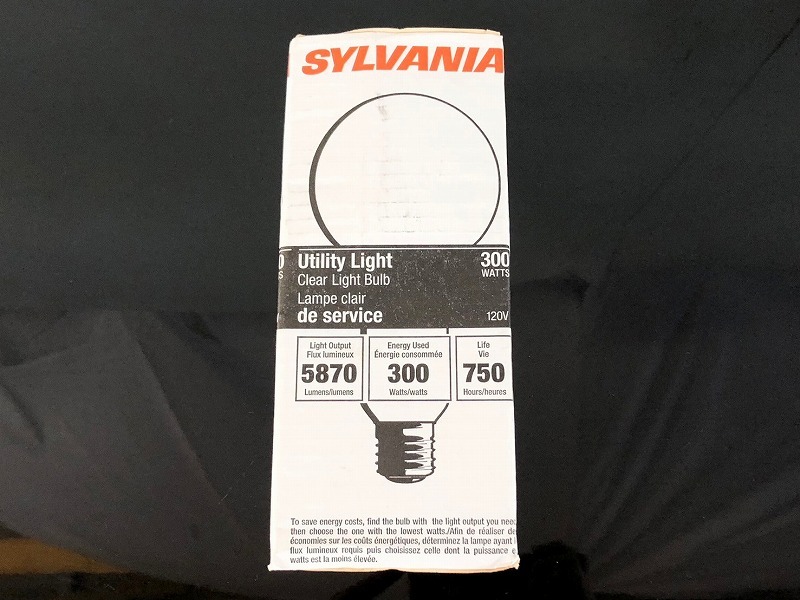 SYLVANIA
Utility Light
300
WATTS
Clear Light Bulb
Lampe clair
de service
120V
Light Output
Flux lumineux
5870
Lumens/lumens
Energy Used
Énergie consommée
300
Watts/watts
Life
Vie
750
Hours/heures
To save energy costs, find the bulb with the light output you need
then choose the one with the lowest watts./Afin de réaliser de
économies sur les coûts énergétiques, déterminez la lampe ayant
flux lumineux requis puis choisissez celle dont la puissance e
watts est la moins élevée.